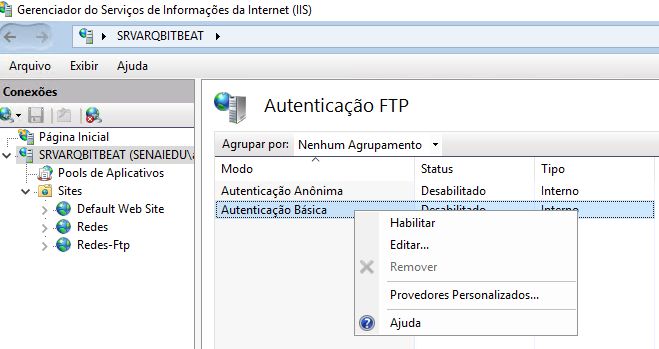 Gerenciador do Serviços de Informações da Internet (IIS)
SRVARQBITBEAT
Arquivo Exibir Ajuda
Conexões
Página Inicial
SRVARQBITBEAT (SENAIEDU\a
Pools de Aplicativos
Sites
Default Web Site
Redes
Redes-Ftp
Autenticação FTP
Agrupar por: Nenhum Agrupamento
Modo Status Tipo
Autenticação Anônima Desabilitado Interno
Autenticação Básica Desabilitado Interno
Habilitar
Editar...
Remover
Provedores Personalizados...
Ajuda